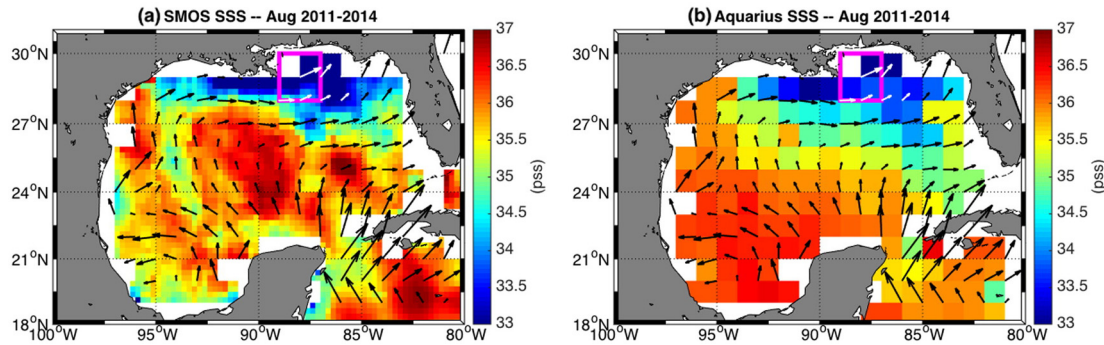 (a) SMOS SSS -- Aug 2011-2014
30°N
27°N
24°N
21°N
18°N
100°W 95°W 90°W 85°W 80°W
37
36.5
36
35.5
35
34.5
34
33.5
33
(pss)
(b) Aquarius SSS -- Aug 2011-2014
30°N
27°N
24°N
21°N
18°N
100°W 95°W 90°W 85°W 80°W
37
36.5
36
35.5
35
34.5
34
33.5
33
(pss)